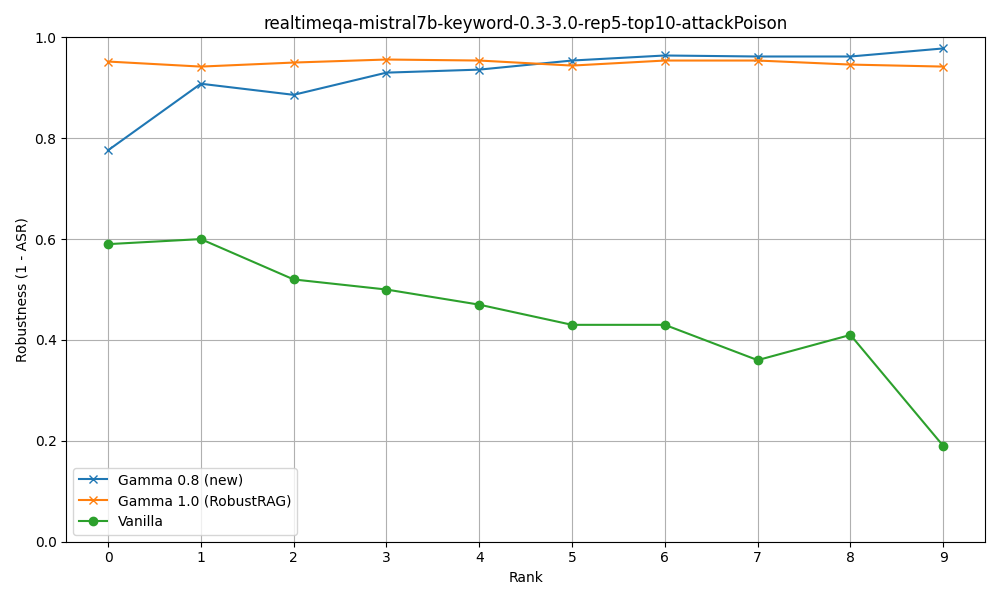 realtimeqa-mistral7b-keyword-0.3-3.0-rep5-top10-attackPoison
Robustness (1 - ASR)
1.0
0.8
0.6
0.4
0.2
0.0
Gamma 0.8 (new)
Gamma 1.0 (RobustRAG)
Vanilla
0 1 2 3 4 5 6 7 8 9
Rank